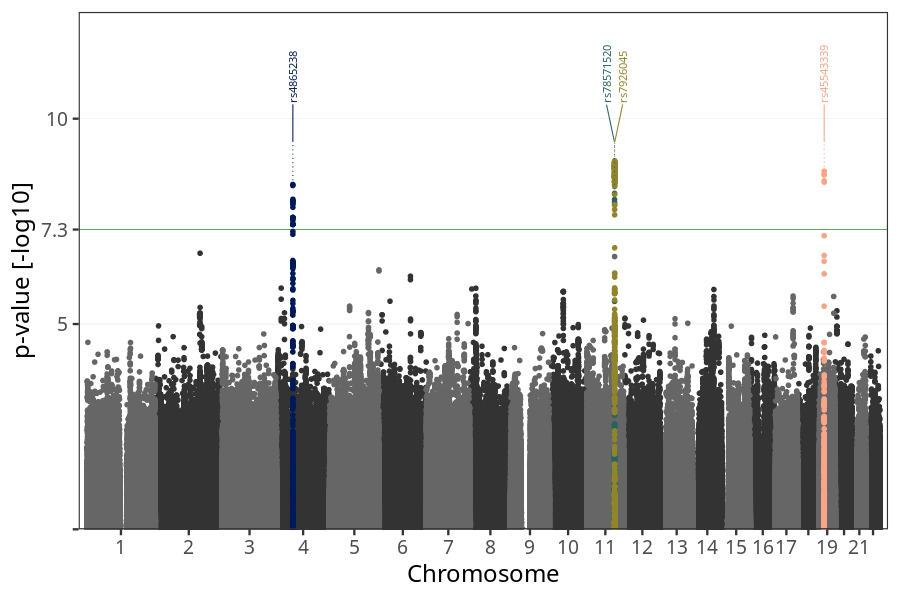 rs4865238
rs78571520
rs7926045
rs45543339
10
7.3
5
p-value [-log10]
1 2 3 4 5 6 7 8 9 10 11 12 13 14 15 16 17 19 21
Chromosome